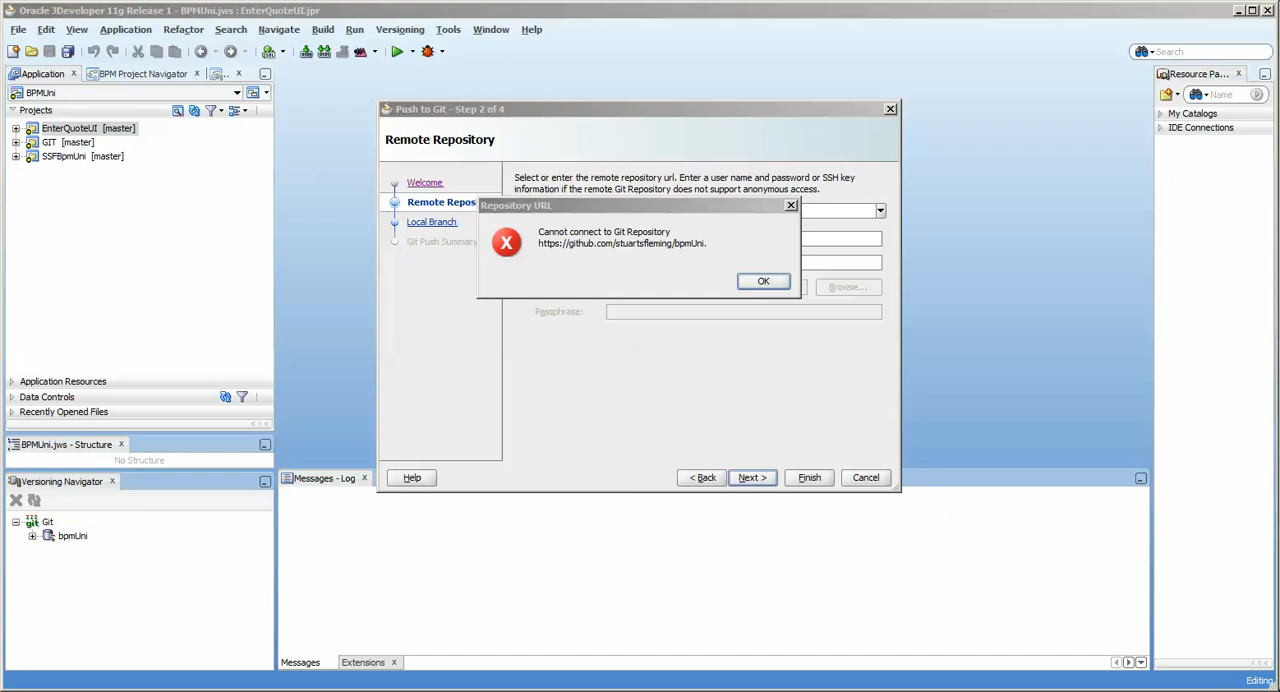 Oracle JDeveloper 11g Release 1 - BPMUni.jws : EnterQuoteUI.jpr
File Edit View Application Refactor Search Navigate Build Run Versioning Tools Window Help
Search
Application x BPM Project Navigator x .. x
BPMUni
Projects
EnterQuoteUI [master]
GIT [master]
SSFBpmUni [master]
Application Resources
Data Controls
Recently Opened Files
BPMUni.jws - Structure x
No Structure
Versioning Navigator x
Git
bpmUni
Push to Git - Step 2 of 4
Remote Repository
Welcome
Remote Repos
Local Branch
Git Push Summary
Select or enter the remote repository url. Enter a user name and password or SSH key
information if the remote Git Repository does not support anonymous access.
Repository URL
Cannot connect to Git Repository
https://github.com/stuartsfleming/bpmUni.
OK
Browse...
Passphrase:
Help
< Back Next > Finish Cancel
Messages - Log x
Messages Extensions x
Resource Pa... x
Name
My Catalogs
IDE Connections
Editing